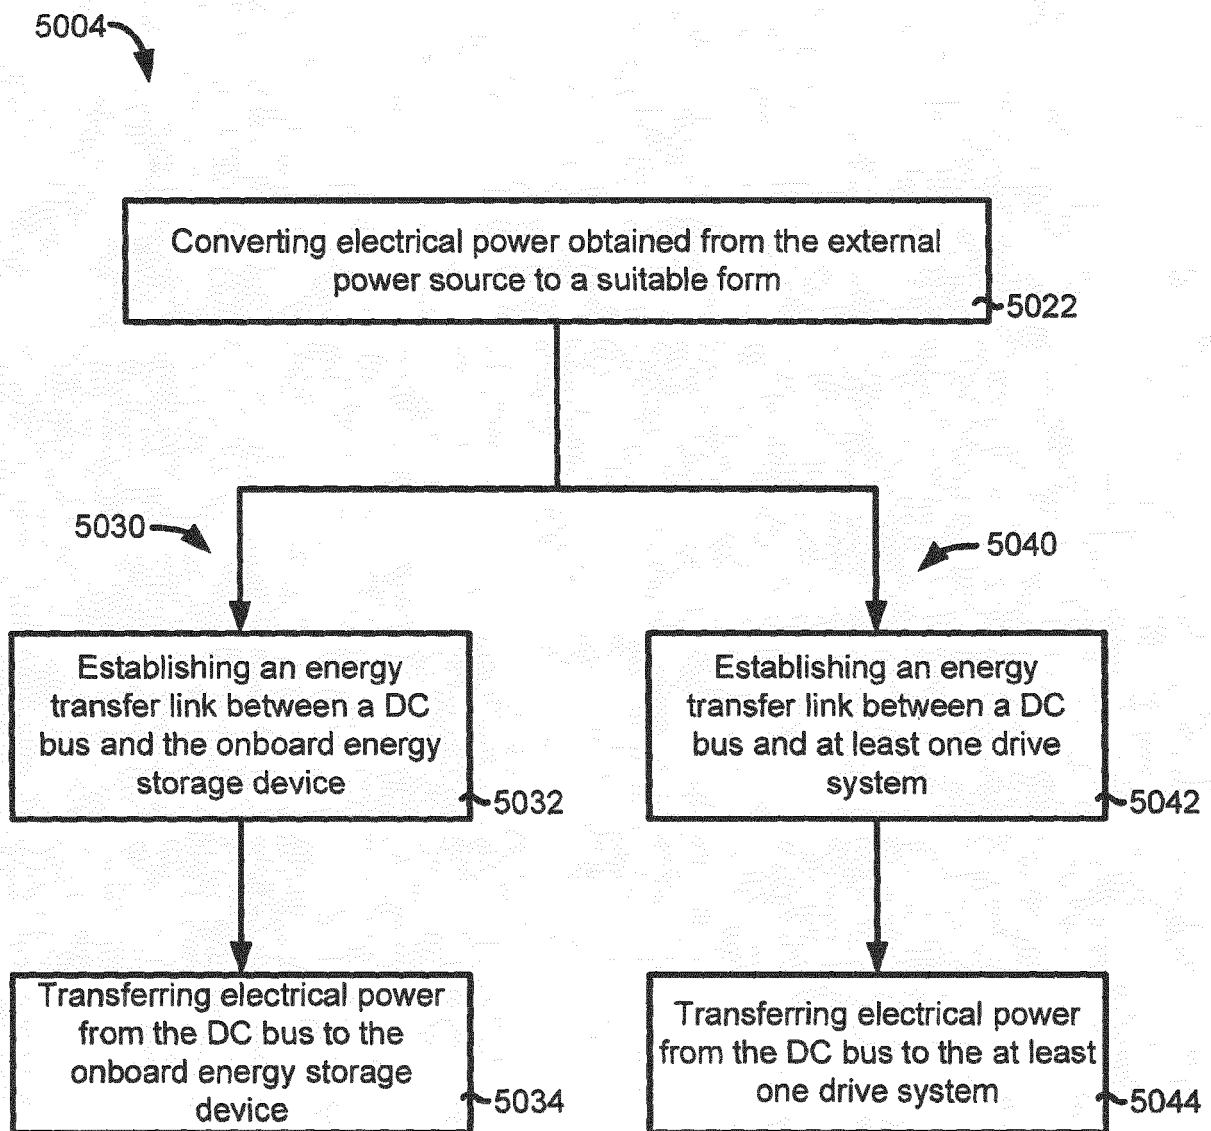 5004
Converting electrical power obtained from the external
power source to a suitable form
5022
5030
5040
Establishing an energy
transfer link between a DC
bus and the onboard energy
storage device
5032
Establishing an energy
transfer link between a DC
bus and at least one drive
system
5042
Transferring electrical power
from the DC bus to the
onboard energy storage
device
5034
Transferring electrical power
from the DC bus to the at least
one drive system
5044